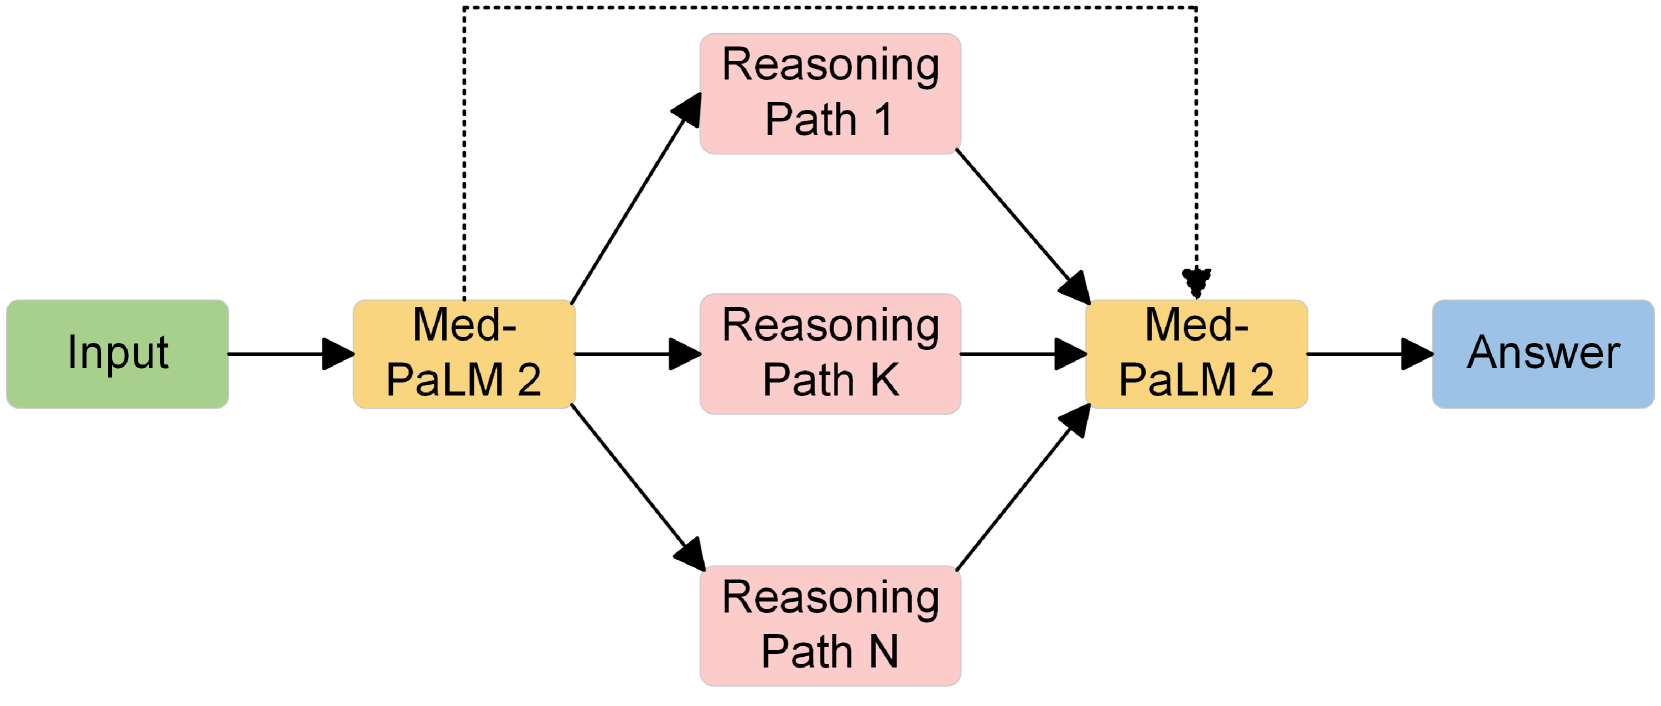 Input
Med-
PaLM 2
Reasoning
Path 1
Reasoning
Path K
Reasoning
Path N
Med-
PaLM 2
Answer